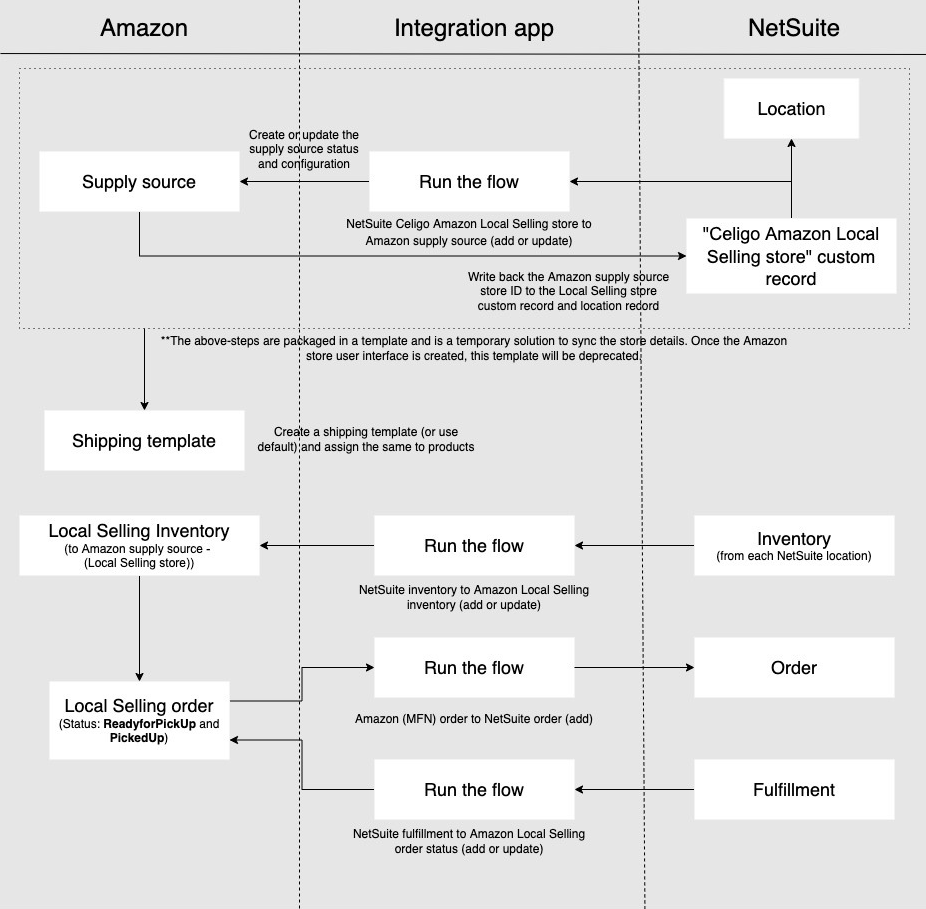 Amazon
Integration app
NetSuite
Location
Create or update the
supply source status
and configuration
Supply source
Run the flow
NetSuite Celigo Amazon Local Selling store to
Amazon supply source (add or update)
"Celigo Amazon Local
Selling store" custom
record
Write back the Amazon supply source
store ID to the Local Selling store
custom record and location record
**The above-steps are packaged in a template and is a temporary solution to sync the store details. Once the Amazon
store user interface is created, this template will be deprecated.
Shipping template
Create a shipping template (or use
default) and assign the same to products
Local Selling Inventory
(to Amazon supply source -
(Local Selling store))
Run the flow
Inventory
(from each NetSuite location)
NetSuite inventory to Amazon Local Selling
inventory (add or update)
Run the flow
Order
Local Selling order
(Status: ReadyforPickUp and
PickedUp)
Amazon (MFN) order to NetSuite order (add)
Run the flow
Fulfillment
NetSuite fulfillment to Amazon Local Selling
order status (add or update)